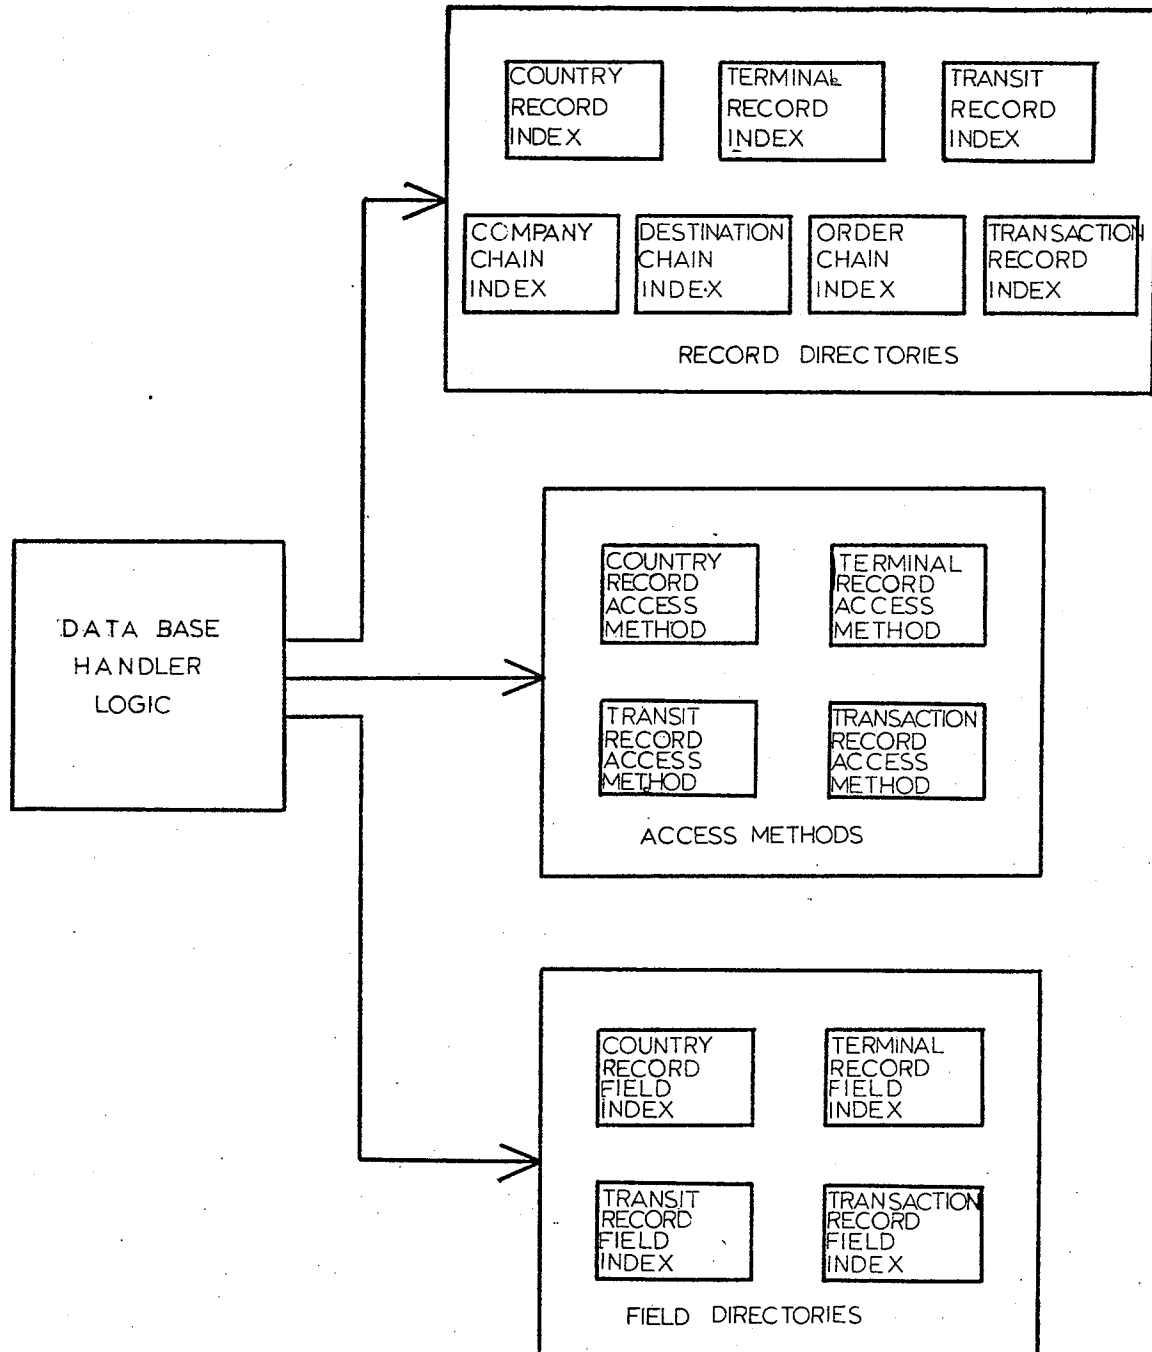 COUNTRY
RECORD
INDEX
TERMINAL
RECORD
INDEX
TRANSIT
RECORD
INDEX
COMPANY
CHAIN
INDEX
DESTINATION
CHAIN
INDEX
ORDER
CHAIN
INDEX
TRANSACTION
RECORD
INDEX
RECORD DIRECTORIES
DATA BASE
HANDLER
LOGIC
COUNTRY
RECORD
ACCESS
METHOD
TERMINAL
RECORD
ACCESS
METHOD
TRANSIT
RECORD
ACCESS
METHOD
TRANSACTION
RECORD
ACCESS
METHOD
ACCESS METHODS
COUNTRY
RECORD
FIELD
INDEX
TERMINAL
RECORD
FIELD
INDEX
TRANSIT
RECORD
FIELD
INDEX
TRANSACTION
RECORD
FIELD
INDEX
FIELD DIRECTORIES